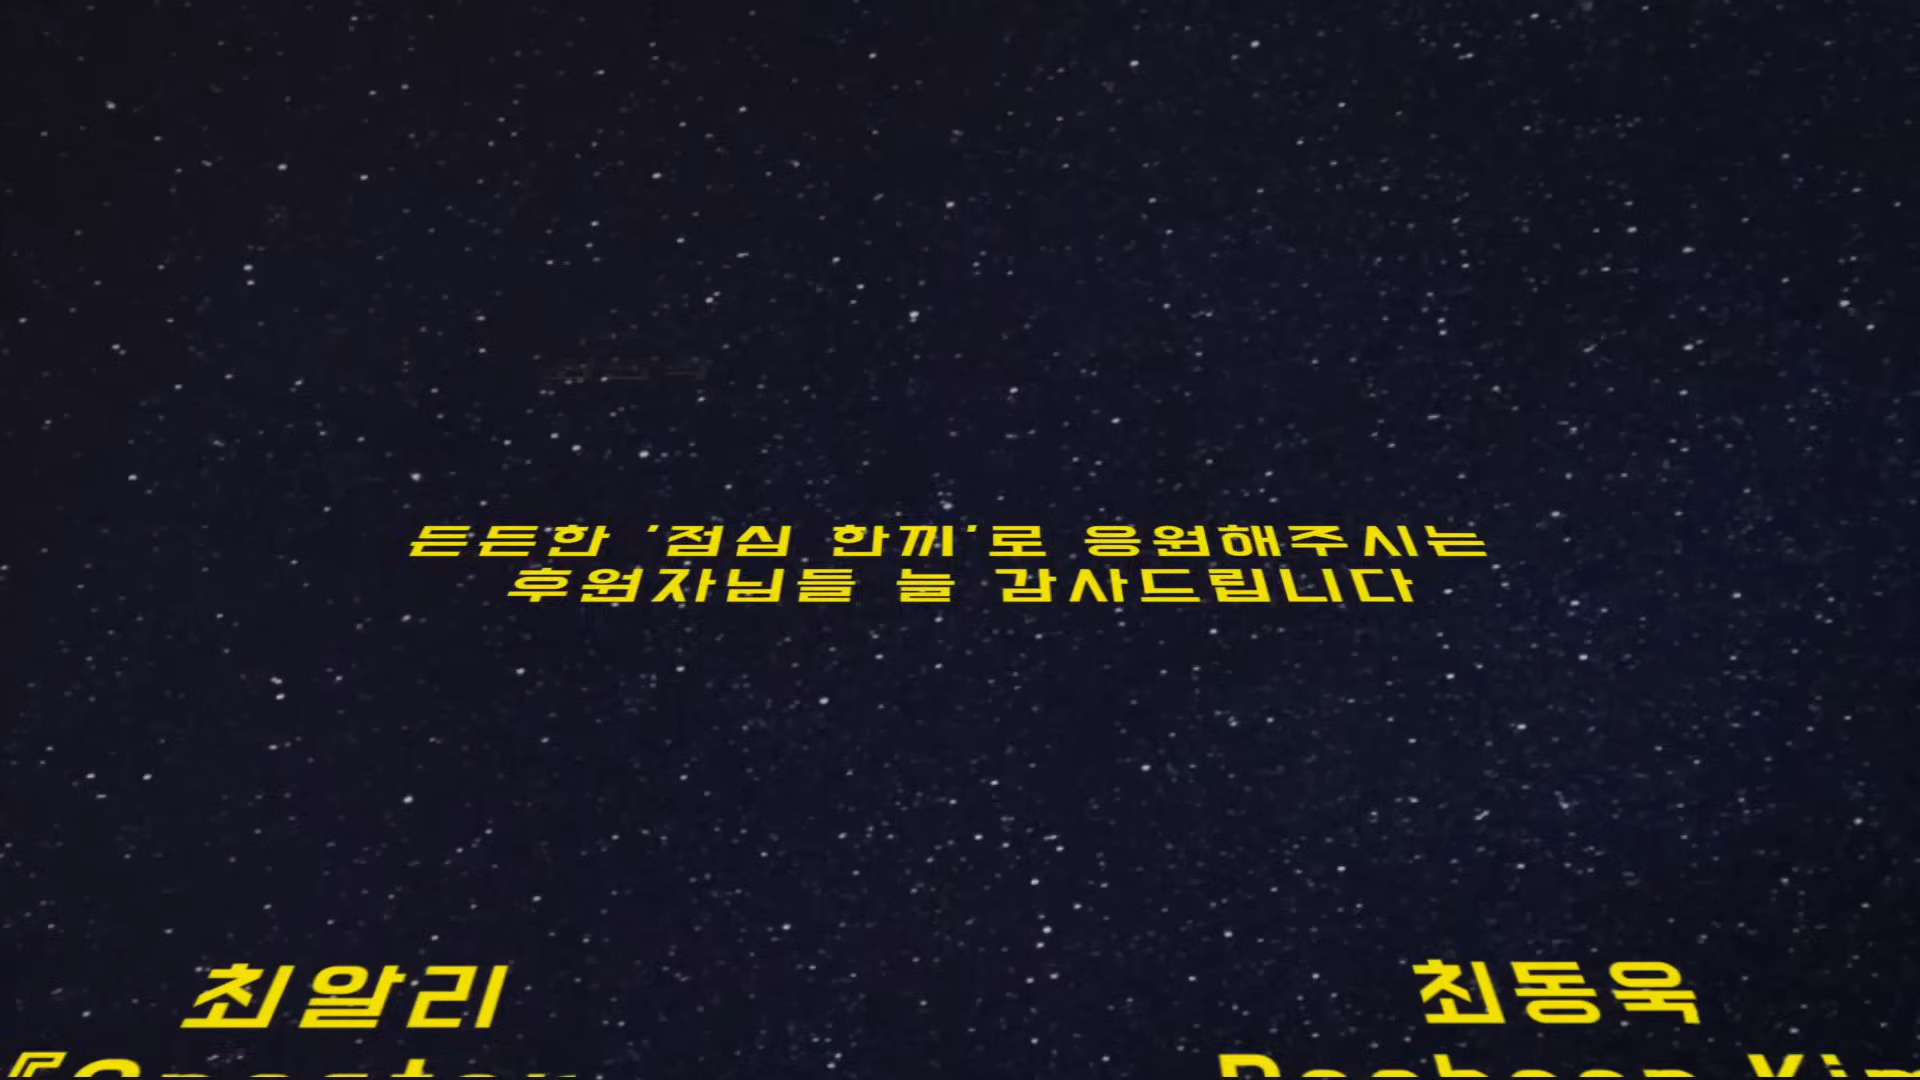 든든한 '점심 한끼'로 응원해주시는
후원자님들 늘 감사드립니다
최알리 최동욱